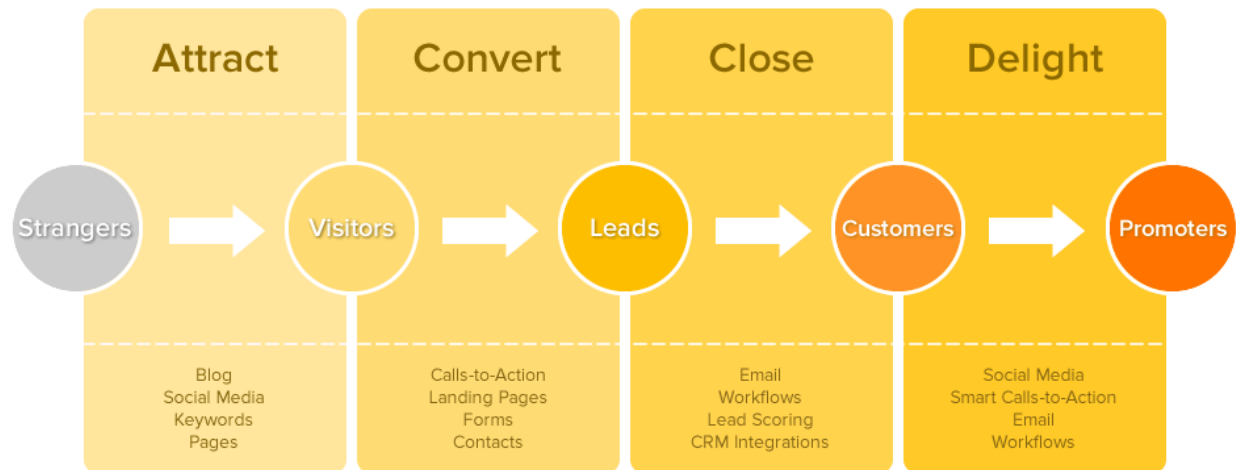 Attract
Convert
Close
Delight
Strangers
Visitors
Leads
Customers
Promoters
Blog
Social Media
Keywords
Pages
Calls-to-Action
Landing Pages
Forms
Contacts
Email
Workflows
Lead Scoring
CRM Integrations
Social Media
Smart Calls-to-Action
Email
Workflows